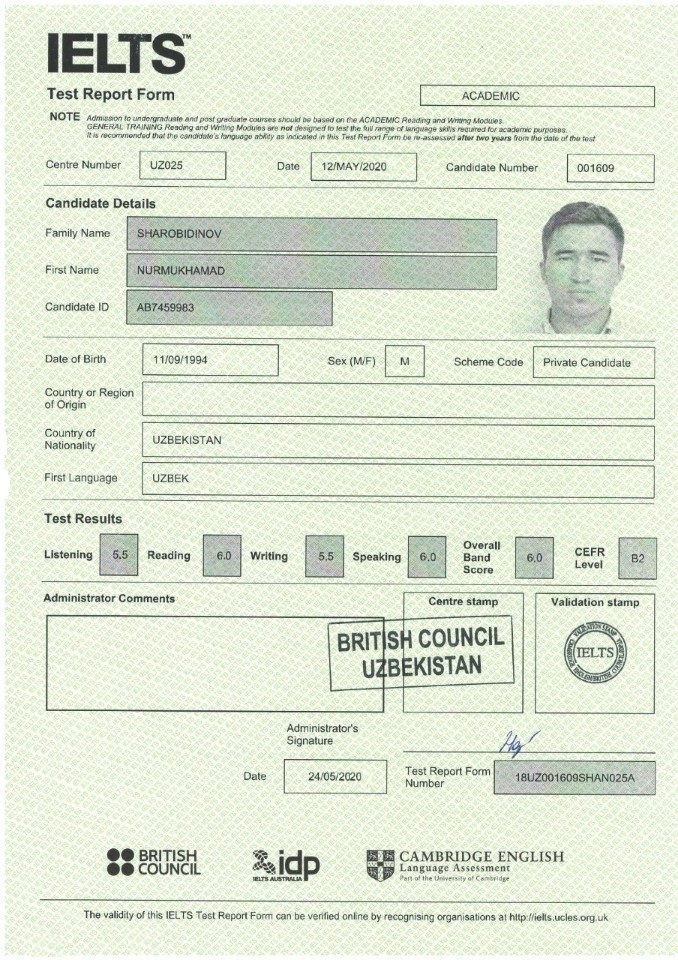 IELTS™
Test Report Form
ACADEMIC
NOTE Admission to undergraduate and post graduate courses should be based on the ACADEMIC Reading and Writing Modules.
GENERAL TRAINING Reading and Writing Modules are not designed to test the full range of language skills required for academic purposes.
It is recommended that the candidate's language ability as indicated in this Test Report Form be re-assessed after two years from the date of the test.
Centre Number UZ025 Date 12/MAY/2020 Candidate Number 001609
Candidate Details
Family Name SHAROBIDINOV
First Name NURMUKHAMAD
Candidate ID AB7459983
Date of Birth 11/09/1994 Sex (M/F) M Scheme Code Private Candidate
Country or Region
of Origin
Country of
Nationality UZBEKISTAN
First Language UZBEK
Test Results
Listening 5.5 Reading 6.0 Writing 5.5 Speaking 6.0 Overall Band Score 6.0 CEFR Level B2
Administrator Comments
Centre stamp
Validation stamp
BRITISH COUNCIL
UZBEKISTAN
VALIDATION STAMP
IELTS
Administrator's
Signature
Date 24/05/2020
Test Report Form
Number 18UZ001609SHAN025A
BRITISH
COUNCIL
idp
IELTS AUSTRALIA
CAMBRIDGE ENGLISH
Language Assessment
Part of the University of Cambridge
The validity of this IELTS Test Report Form can be verified online by recognising organisations at http://ielts.ucles.org.uk